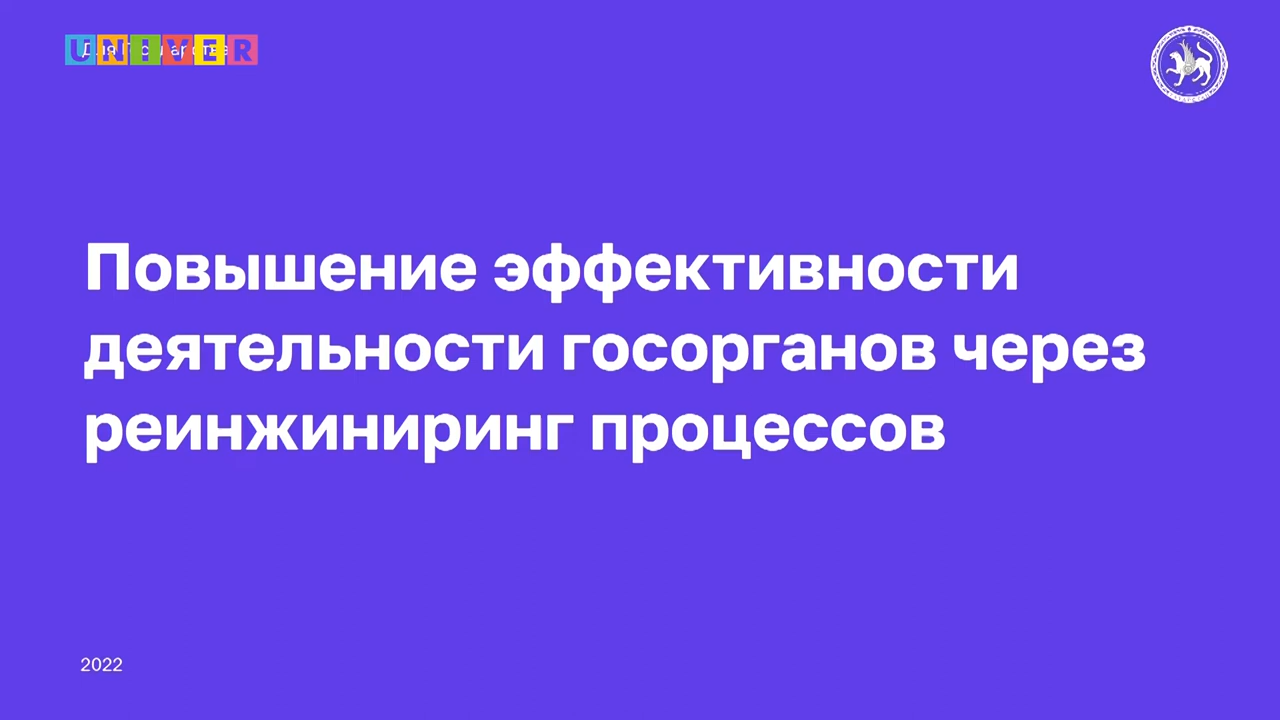 UNIVER
Повышение эффективности
деятельности госорганов через
реинжиниринг процессов
2022